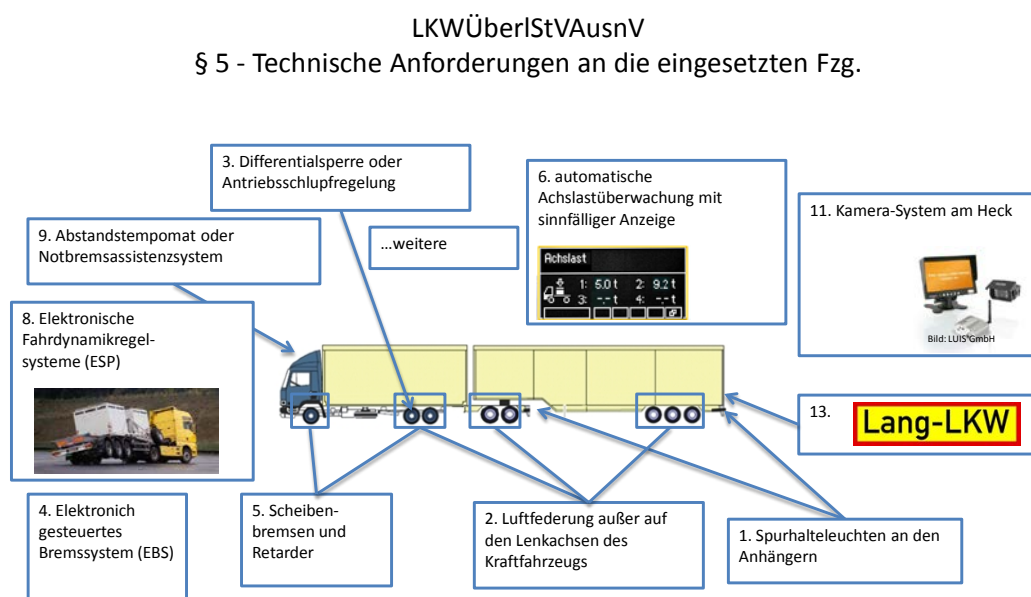 LKWÜberlStVAusnV
§ 5 - Technische Anforderungen an die eingesetzten Fzg.
3. Differentialsperre oder
Antriebsschlupfregelung
6. automatische
Achslastüberwachung mit
sinnfälliger Anzeige
Achslast
1: 5.0 t 2: 9.2 t
3: -.- t 4: -.- t
11. Kamera-System am Heck
Bild: LUIS GmbH
9. Abstandstempomat oder
Notbremsassistenzsystem
...weitere
8. Elektronische
Fahrdynamikregel-
systeme (ESP)
13.
Lang-LKW
4. Elektronich
gesteuertes
Bremssystem (EBS)
5. Scheiben-
bremsen und
Retarder
2. Luftfederung außer auf
den Lenkachsen des
Kraftfahrzeugs
1. Spurhalteleuchten an den
Anhängern